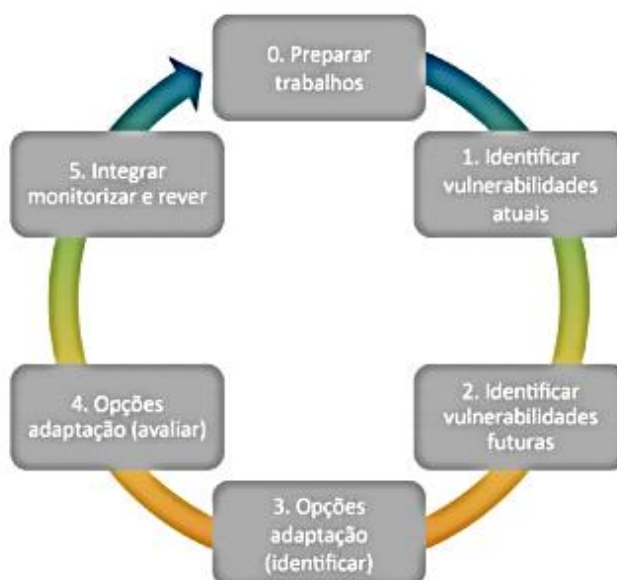 0. Preparar
trabalhos
1. Identificar
vulnerabilidades
atuais
2. Identificar
vulnerabilidades
futuras
3. Opções
adaptação
(identificar)
4. Opções
adaptação (avaliar)
5. Integrar
monitorizar e rever